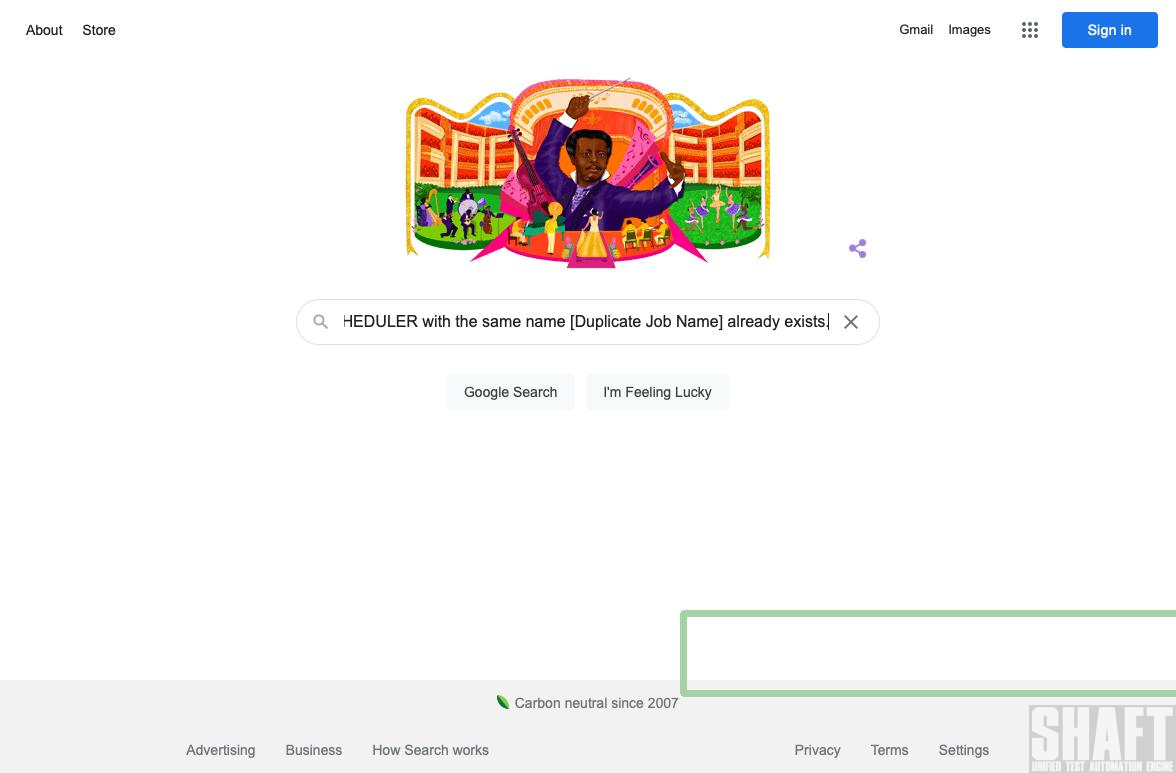 About Store Gmail Images Sign in
HEDULER with the same name [Duplicate Job Name] already exists.
Google Search I'm Feeling Lucky
Carbon neutral since 2007
Advertising Business How Search works Privacy Terms Settings
SHAFT
UNIFIED TEST AUTOMATION ENGINE